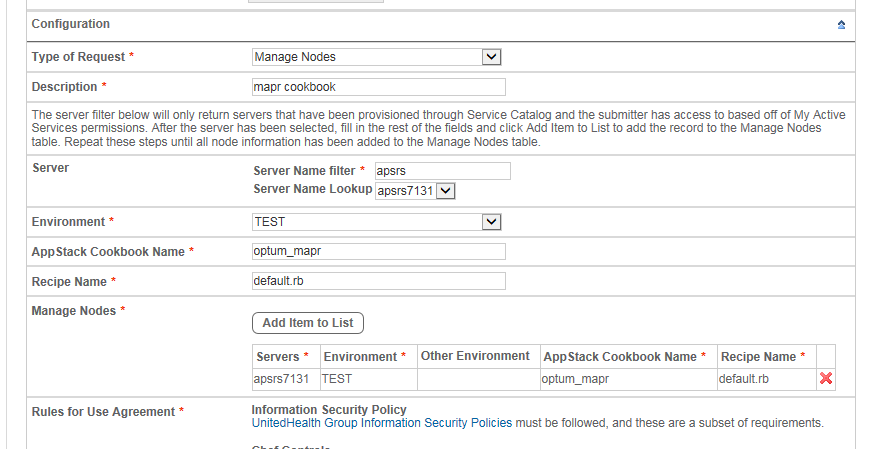 Configuration
Type of Request * Manage Nodes
Description * mapr cookbook
The server filter below will only return servers that have been provisioned through Service Catalog and the submitter has access to based off of My Active
Services permissions. After the server has been selected, fill in the rest of the fields and click Add Item to List to add the record to the Manage Nodes
table. Repeat these steps until all node information has been added to the Manage Nodes table.
Server
Server Name filter * apsrs
Server Name Lookup apsrs7131
Environment * TEST
AppStack Cookbook Name * optum_mapr
Recipe Name * default.rb
Manage Nodes *
Add Item to List
Servers * Environment * Other Environment AppStack Cookbook Name * Recipe Name *
apsrs7131 TEST optum_mapr default.rb
Rules for Use Agreement * Information Security Policy
UnitedHealth Group Information Security Policies must be followed, and these are a subset of requirements.